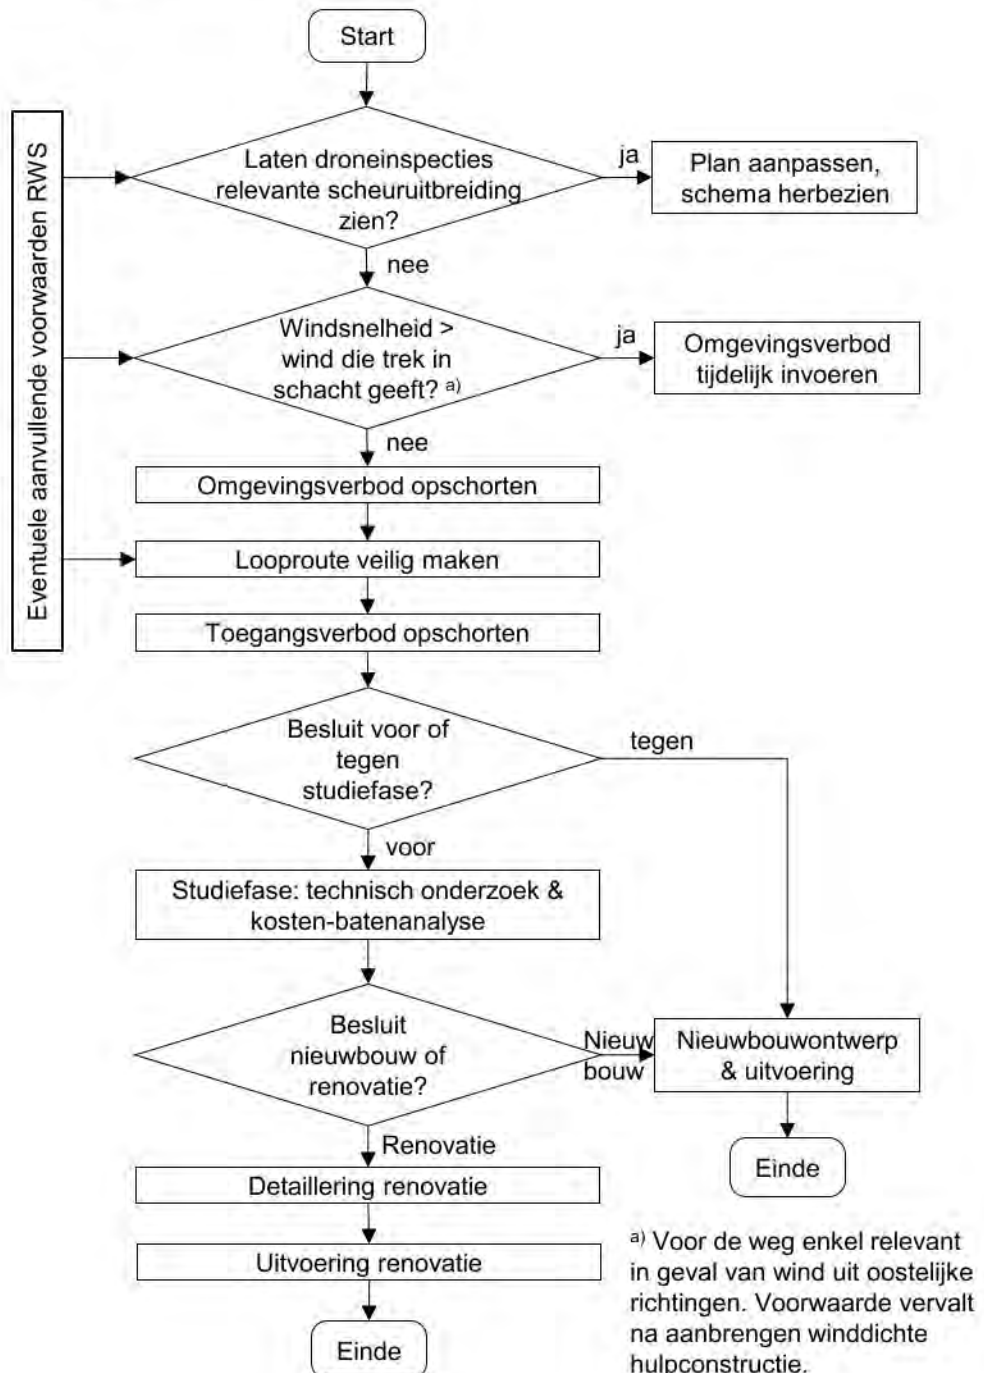 Start
Eventuele aanvullende voorwaarden RWS
Laten droneinspecties
relevante scheuruitbreiding
zien?
ja
Plan aanpassen,
schema herbezien
nee
Windsnelheid >
wind die trek in
schacht geeft? a)
ja
Omgevingsverbod
tijdelijk invoeren
nee
Omgevingsverbod opschorten
Looproute veilig maken
Toegangsverbod opschorten
Besluit voor of
tegen
studiefase?
tegen
voor
Studiefase: technisch onderzoek &
kosten-batenanalyse
Besluit
nieuwbouw of
renovatie?
Nieuw
bouw
Nieuwbouwontwerp
& uitvoering
Einde
Renovatie
Detaillering renovatie
Uitvoering renovatie
Einde
a) Voor de weg enkel relevant
in geval van wind uit oostelijke
richtingen. Voorwaarde vervalt
na aanbrengen winddichte
hulpconstructie.